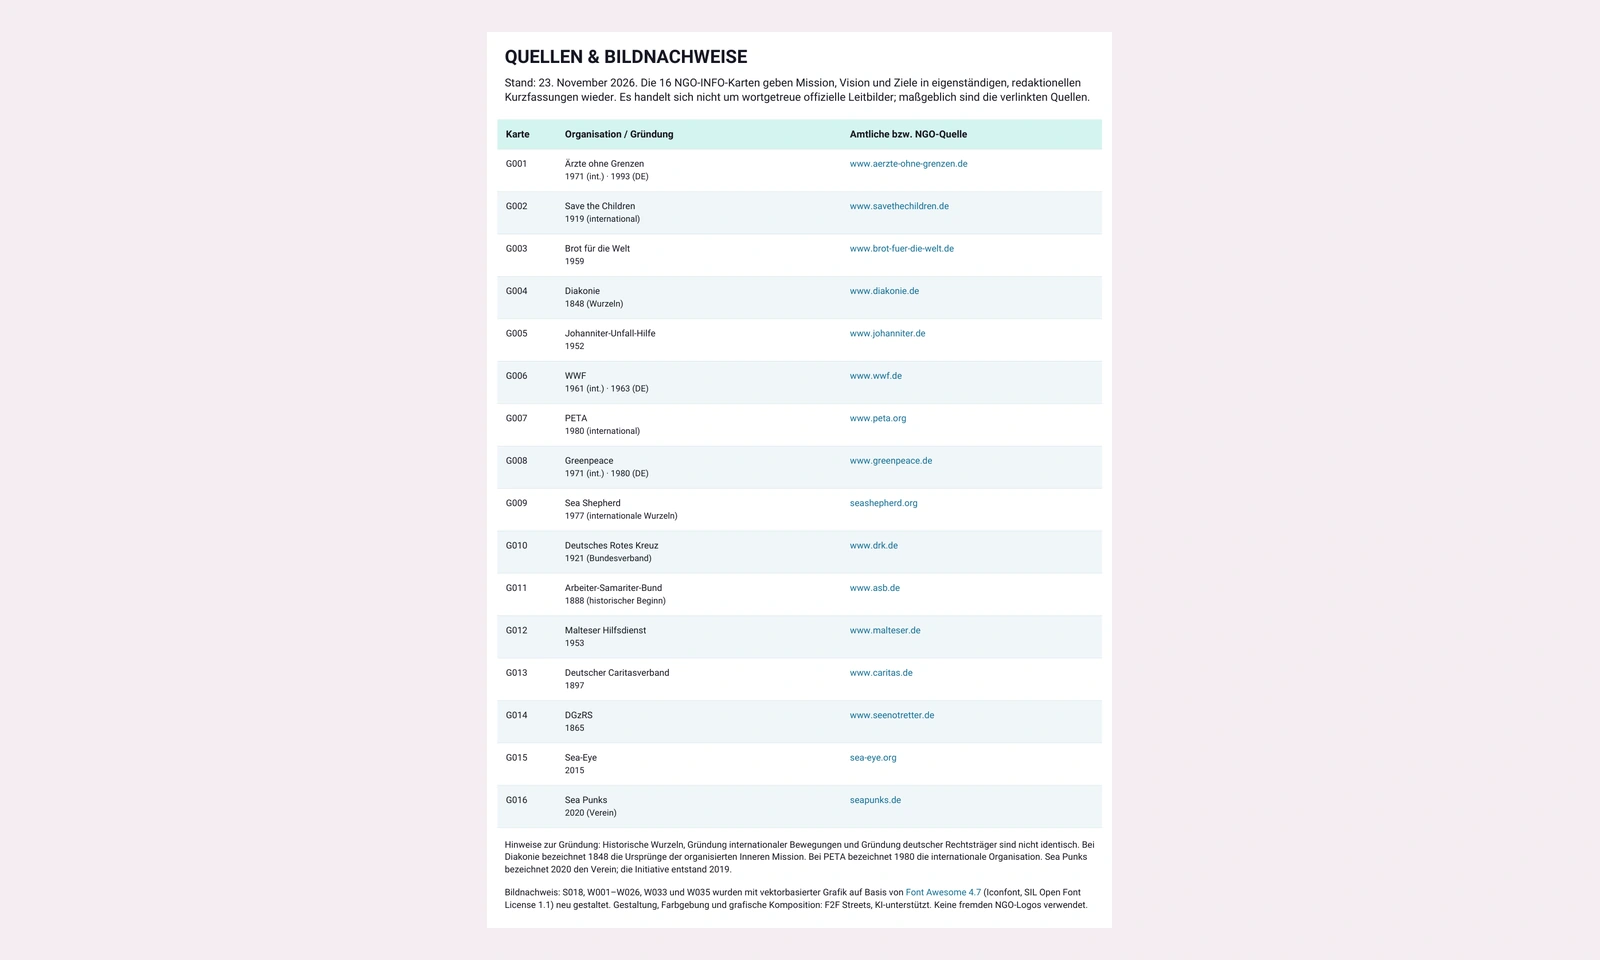 QUELLEN & BILDNACHWEISE
Stand: 23. November 2026. Die 16 NGO-INFO-Karten geben Mission, Vision und Ziele in eigenständigen, redaktionellen
Kurzfassungen wieder. Es handelt sich nicht um wortgetreue offizielle Leitbilder; maßgeblich sind die verlinkten Quellen.
Karte Organisation / Gründung Amtliche bzw. NGO-Quelle
G001 Ärzte ohne Grenzen www.aerzte-ohne-grenzen.de
1971 (int.) · 1993 (DE)
G002 Save the Children www.savethechildren.de
1919 (international)
G003 Brot für die Welt www.brot-fuer-die-welt.de
1959
G004 Diakonie www.diakonie.de
1848 (Wurzeln)
G005 Johanniter-Unfall-Hilfe www.johanniter.de
1952
G006 WWF www.wwf.de
1961 (int.) · 1963 (DE)
G007 PETA www.peta.org
1980 (international)
G008 Greenpeace www.greenpeace.de
1971 (int.) · 1980 (DE)
G009 Sea Shepherd seashepherd.org
1977 (internationale Wurzeln)
G010 Deutsches Rotes Kreuz www.drk.de
1921 (Bundesverband)
G011 Arbeiter-Samariter-Bund www.asb.de
1888 (historischer Beginn)
G012 Malteser Hilfsdienst www.malteser.de
1953
G013 Deutscher Caritasverband www.caritas.de
1897
G014 DGzRS www.seenotretter.de
1865
G015 Sea-Eye sea-eye.org
2015
G016 Sea Punks seapunks.de
2020 (Verein)
Hinweise zur Gründung: Historische Wurzeln, Gründung internationaler Bewegungen und Gründung deutscher Rechtsträger sind nicht identisch. Bei
Diakonie bezeichnet 1848 die Ursprünge der organisierten Inneren Mission. Bei PETA bezeichnet 1980 die internationale Organisation. Sea Punks
bezeichnet 2020 den Verein; die Initiative entstand 2019.
Bildnachweis: S018, W001–W026, W033 und W035 wurden mit vektorbasierter Grafik auf Basis von Font Awesome 4.7 (Iconfont, SIL Open Font
License 1.1) neu gestaltet. Gestaltung, Farbgebung und grafische Komposition: F2F Streets, KI-unterstützt. Keine fremden NGO-Logos verwendet.